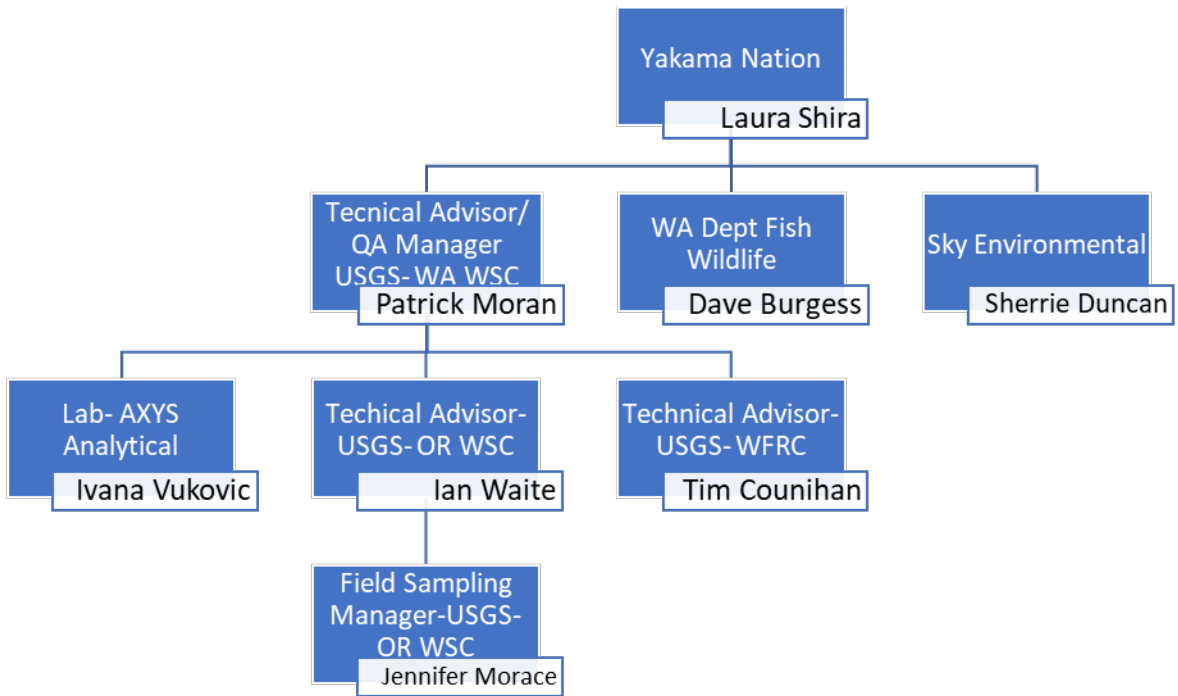 Yakama Nation
Laura Shira
Tecnical Advisor/
QA Manager
USGS- WA WSC
Patrick Moran
WA Dept Fish
Wildlife
Dave Burgess
Sky Environmental
Sherrie Duncan
Lab- AXYS
Analytical
Ivana Vukovic
Techical Advisor-
USGS- OR WSC
Ian Waite
Technical Advisor-
USGS- WFRC
Tim Counihan
Field Sampling
Manager-USGS-
OR WSC
Jennifer Morace